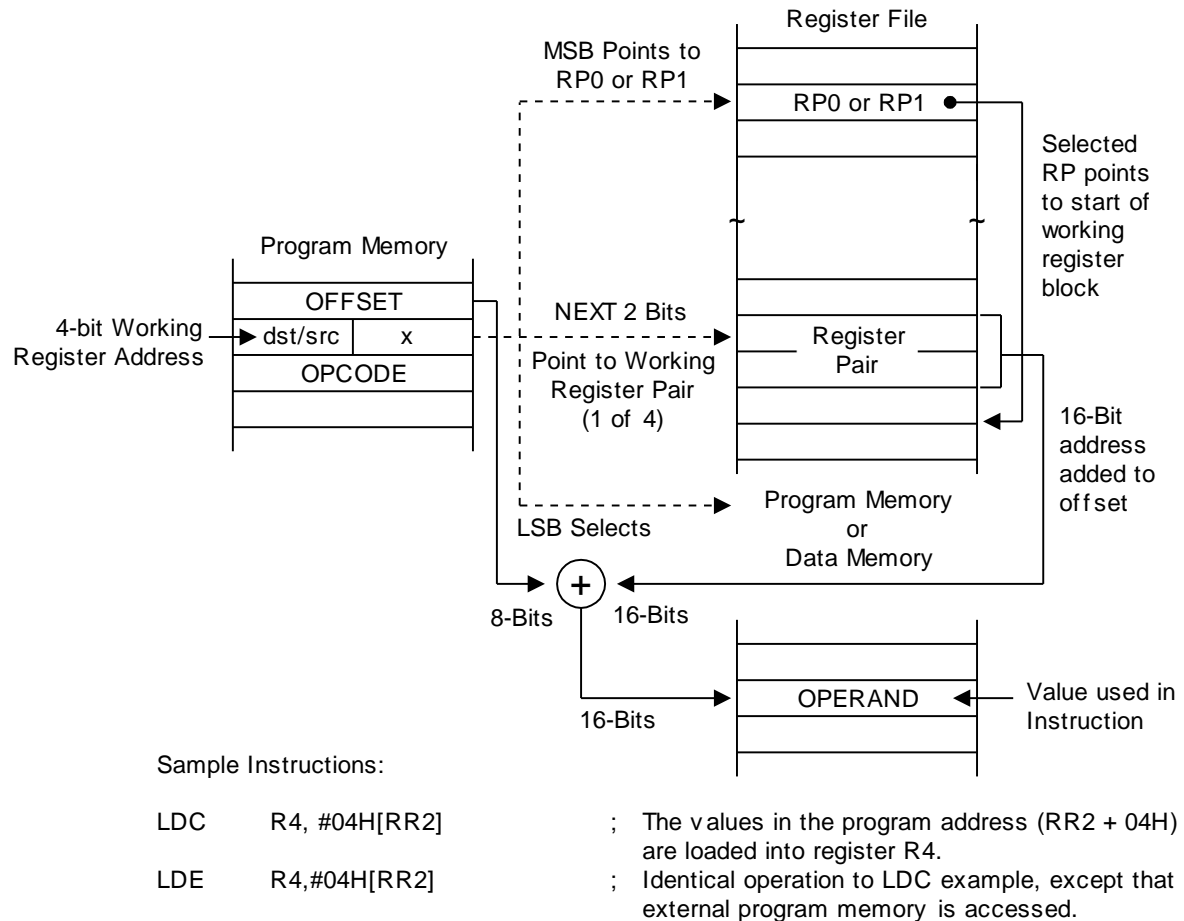 Register File
MSB Points to
RP0 or RP1
RP0 or RP1
Selected
RP points
to start of
working
register
block
~
~
Program Memory
OFFSET
4-bit Working
Register Address
dst/src
x
OPCODE
NEXT 2 Bits
Point to Working
Register Pair
(1 of 4)
Register
Pair
16-Bit
address
added to
offset
LSB Selects
Program Memory
or
Data Memory
+
8-Bits
16-Bits
16-Bits
OPERAND
Value used in
Instruction
Sample Instructions:
LDC R4, #04H[RR2] ; The values in the program address (RR2 + 04H)
are loaded into register R4.
LDE R4,#04H[RR2] ; Identical operation to LDC example, except that
external program memory is accessed.